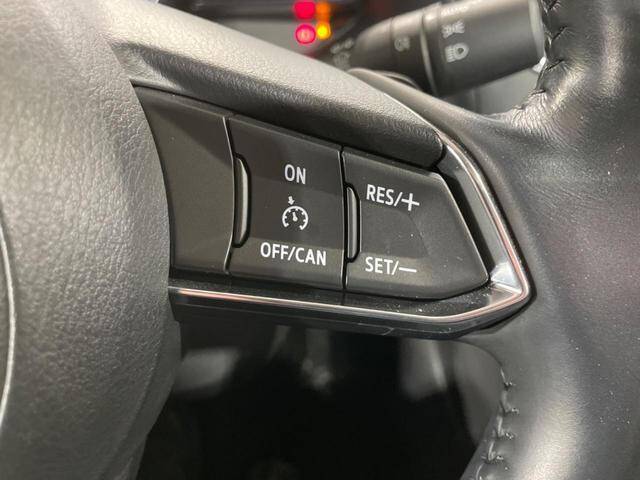 ON
RES/+
OFF/CAN
SET/−